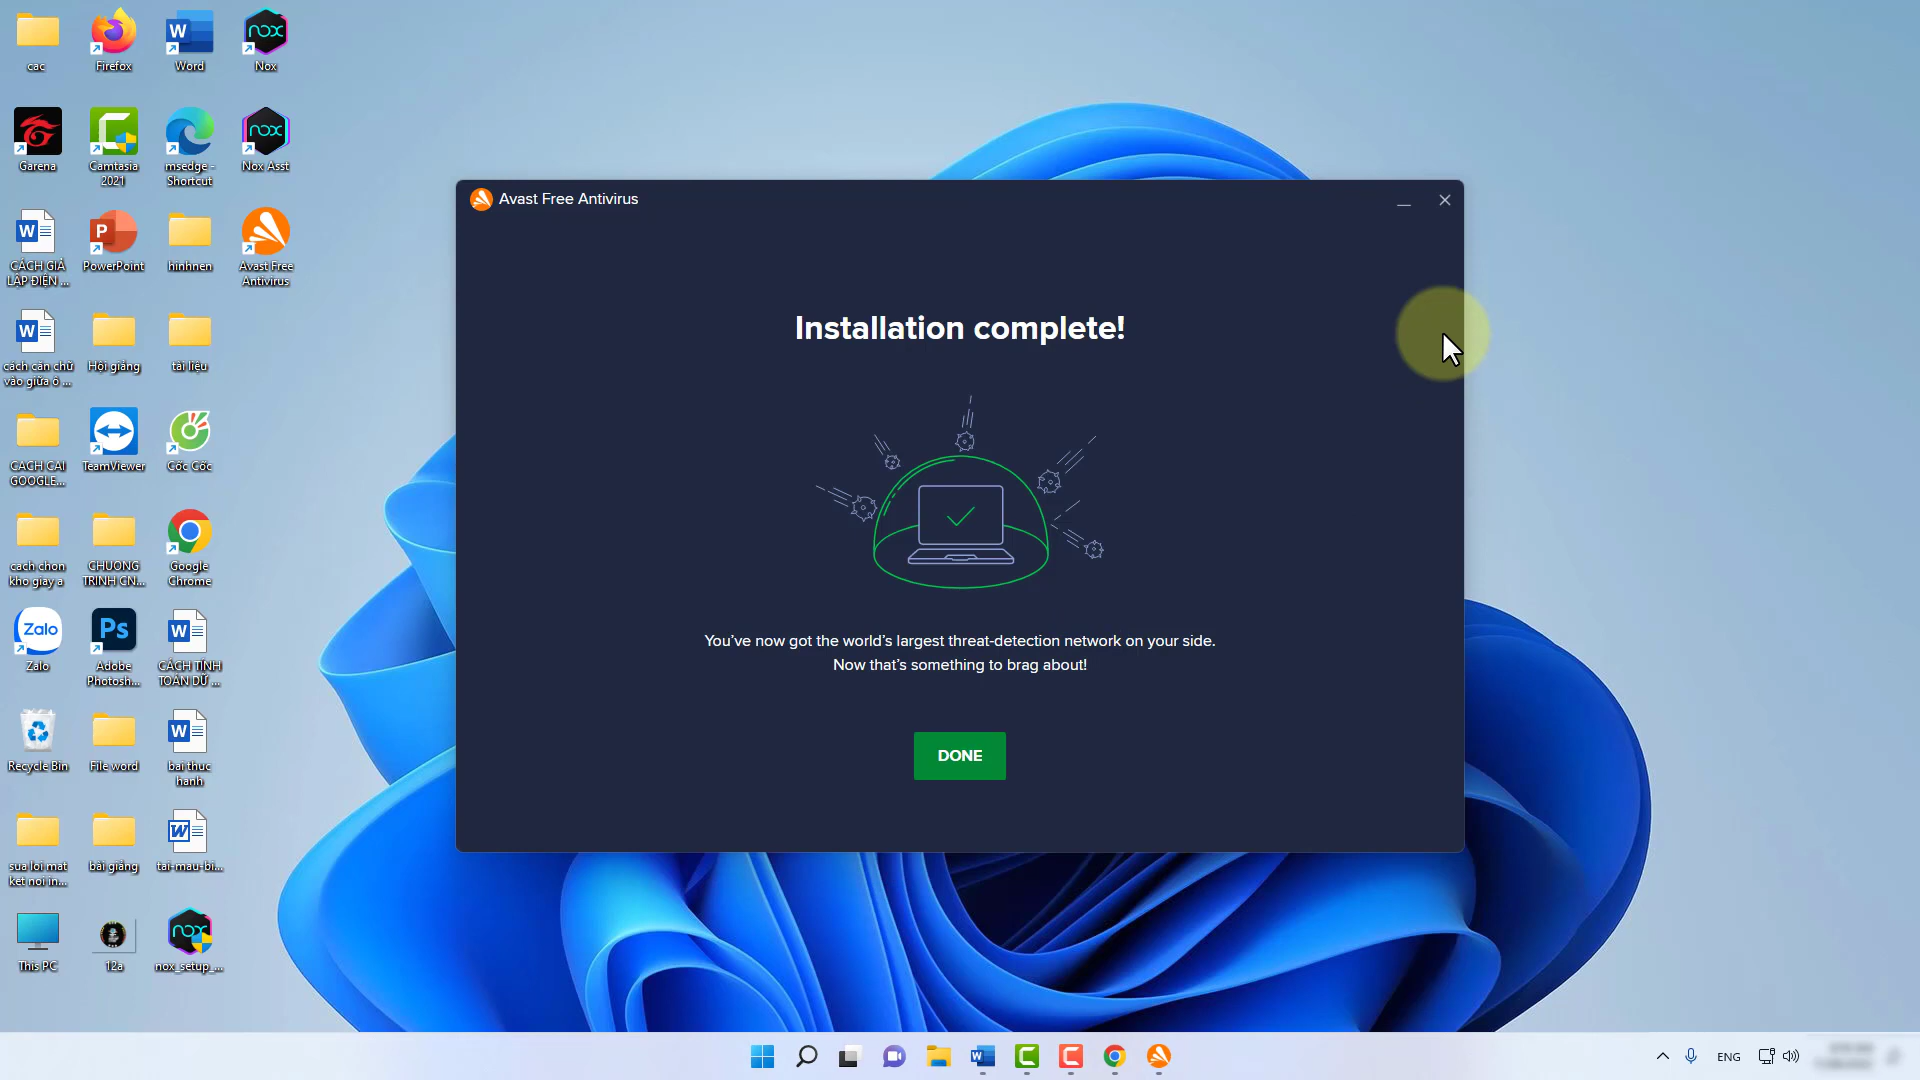 cac
Firefox
Word
Nox
Garena
Camtasia
2021
msedge -
Shortcut
Nox Asst
CÁCH GIẢ
LẬP ĐIỆN ...
PowerPoint
hinhnen
Avast Free
Antivirus
cách căn chữ
vào giữa ô ...
Hội giảng
tài liệu
CACH CAI
GOOGLE...
TeamViewer
Cốc Cốc
cach chon
kho giay a
CHUONG
TRINH CN...
Google
Chrome
Zalo
Zalo
Ps
Adobe
Photosh...
CÁCH TÍNH
TOÁN DỮ ...
Recycle Bin
File word
bai thuc
hanh
sua loi mat
ket noi in...
bài giảng
tai-mau-bi...
This PC
12a
nox_setup_...
Avast Free Antivirus
Installation complete!
You've now got the world's largest threat-detection network on your side.
Now that's something to brag about!
DONE
ENG